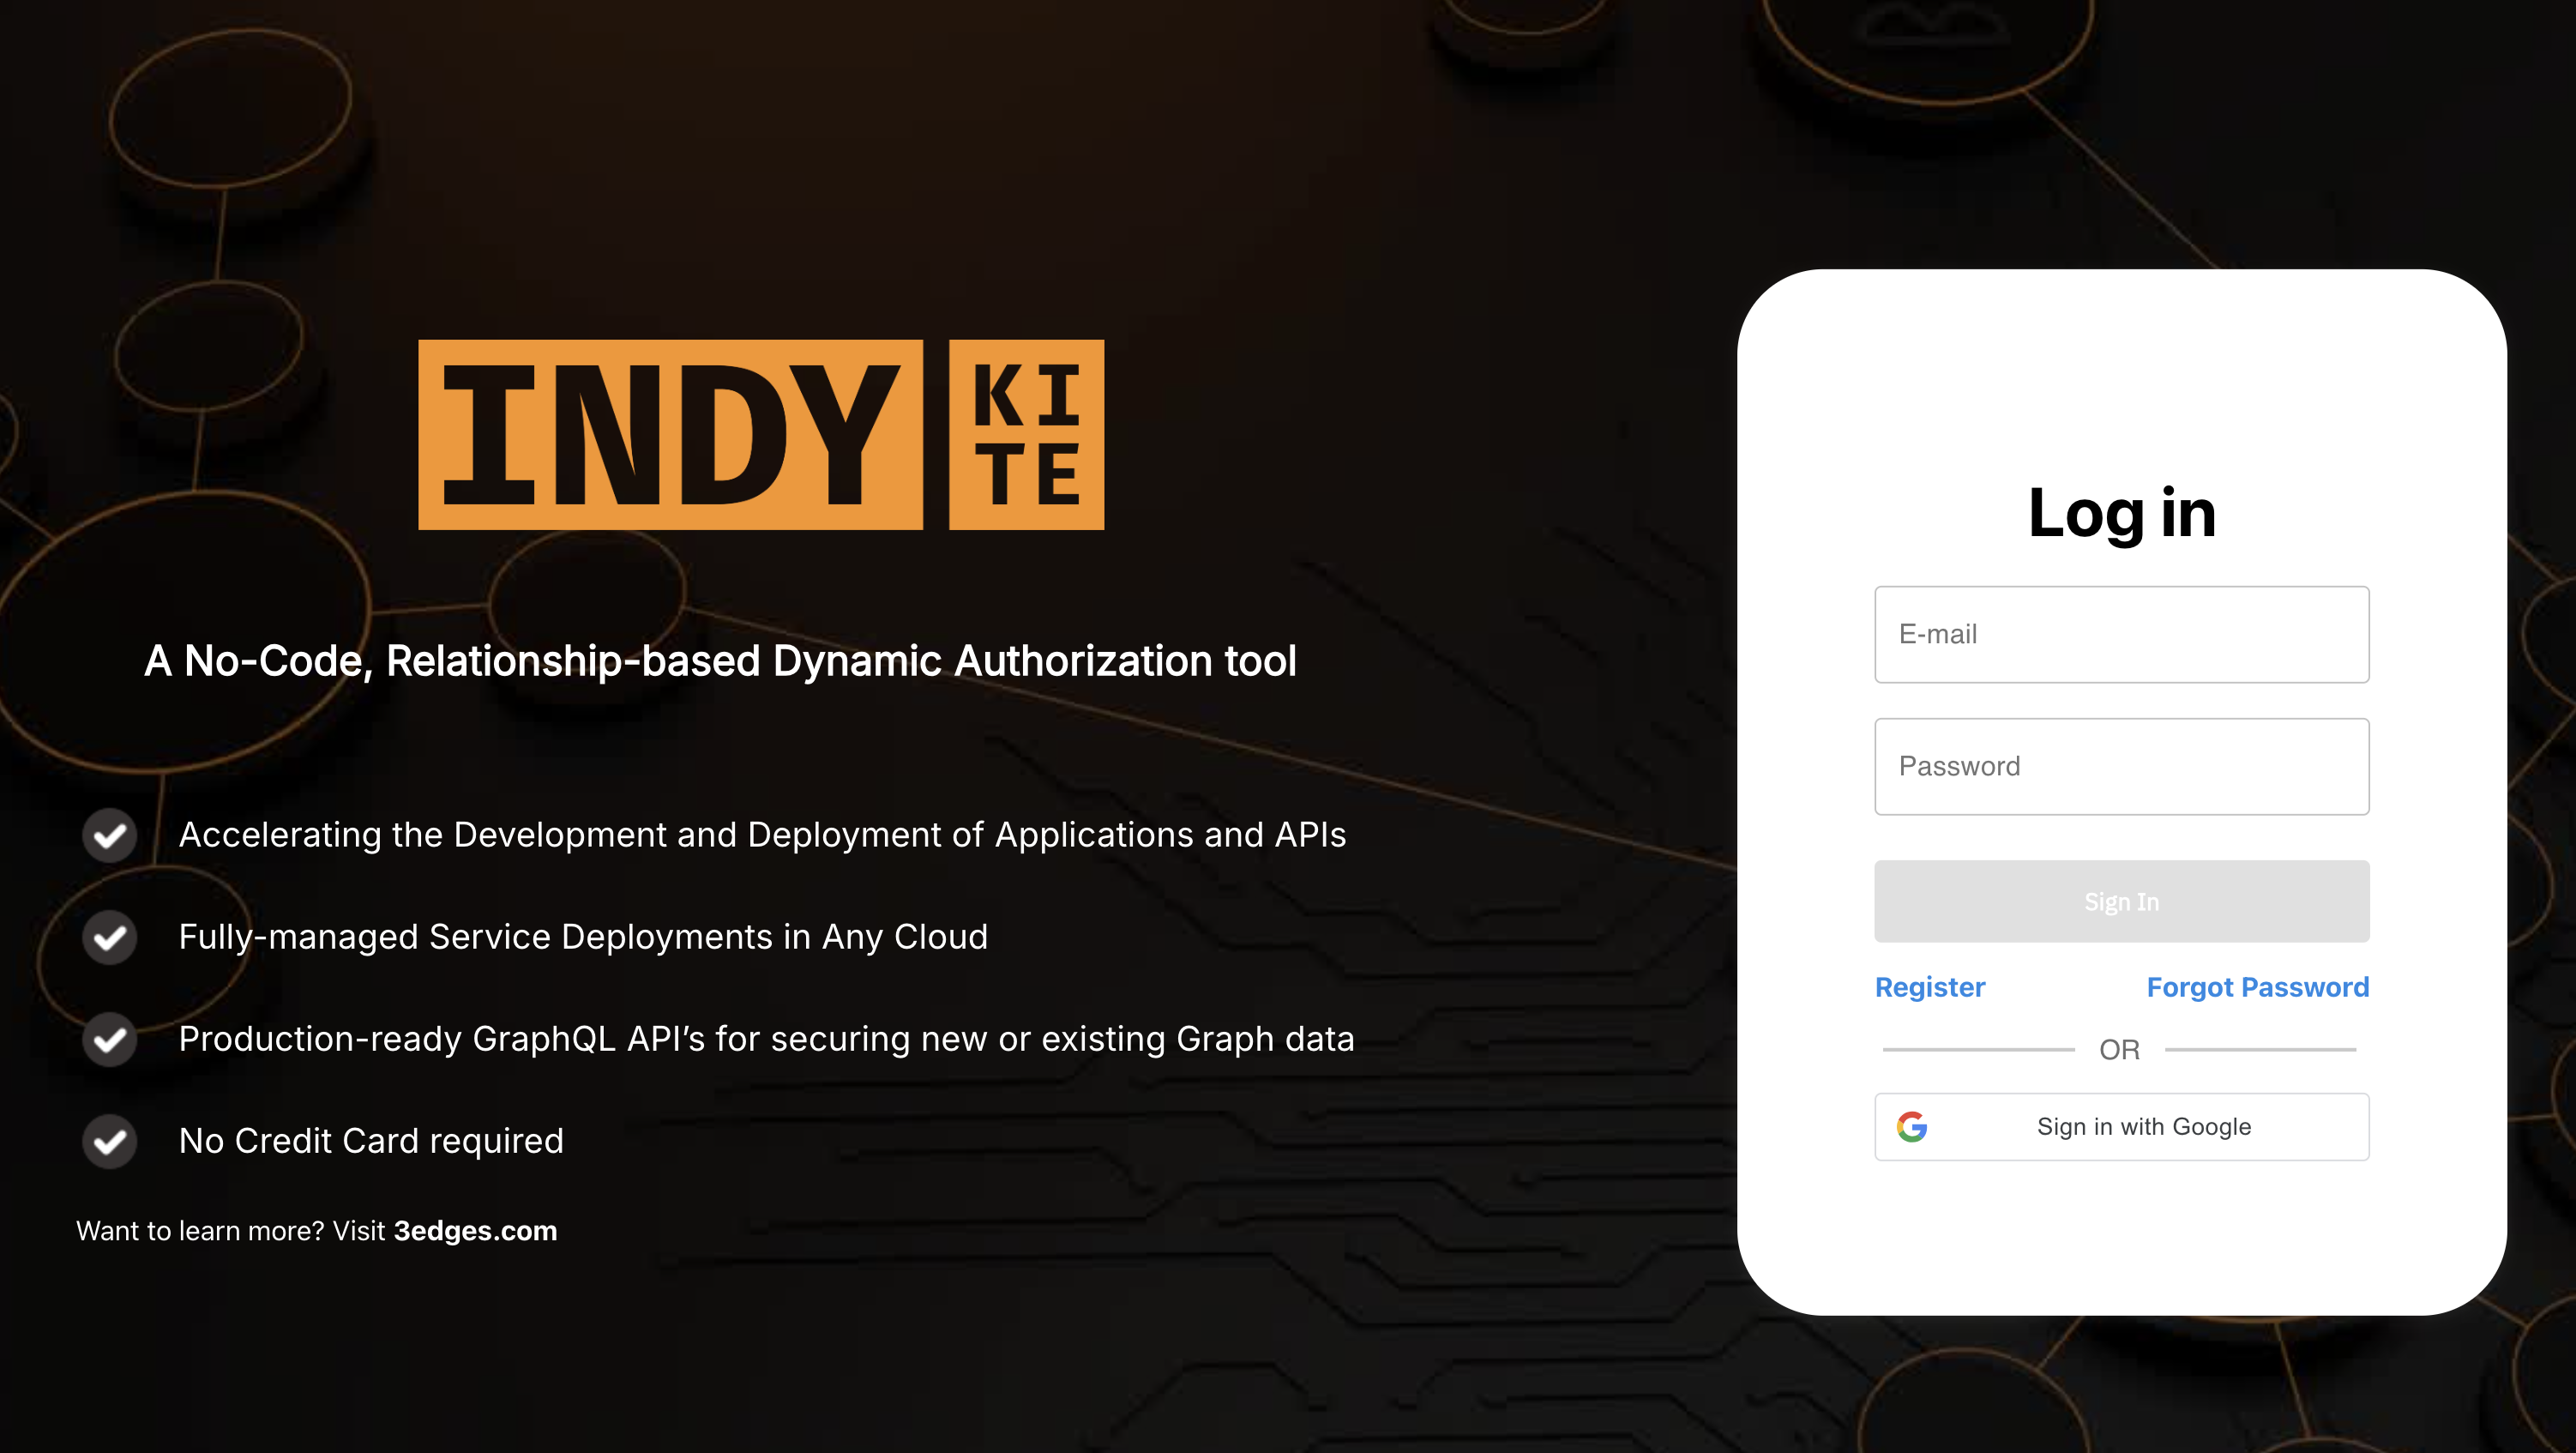 INDY KITE
A No-Code, Relationship-based Dynamic Authorization tool
Accelerating the Development and Deployment of Applications and APIs
Fully-managed Service Deployments in Any Cloud
Production-ready GraphQL API’s for securing new or existing Graph data
No Credit Card required
Want to learn more? Visit 3edges.com
Log in
E-mail
Password
Sign In
Register
Forgot Password
OR
Sign in with Google